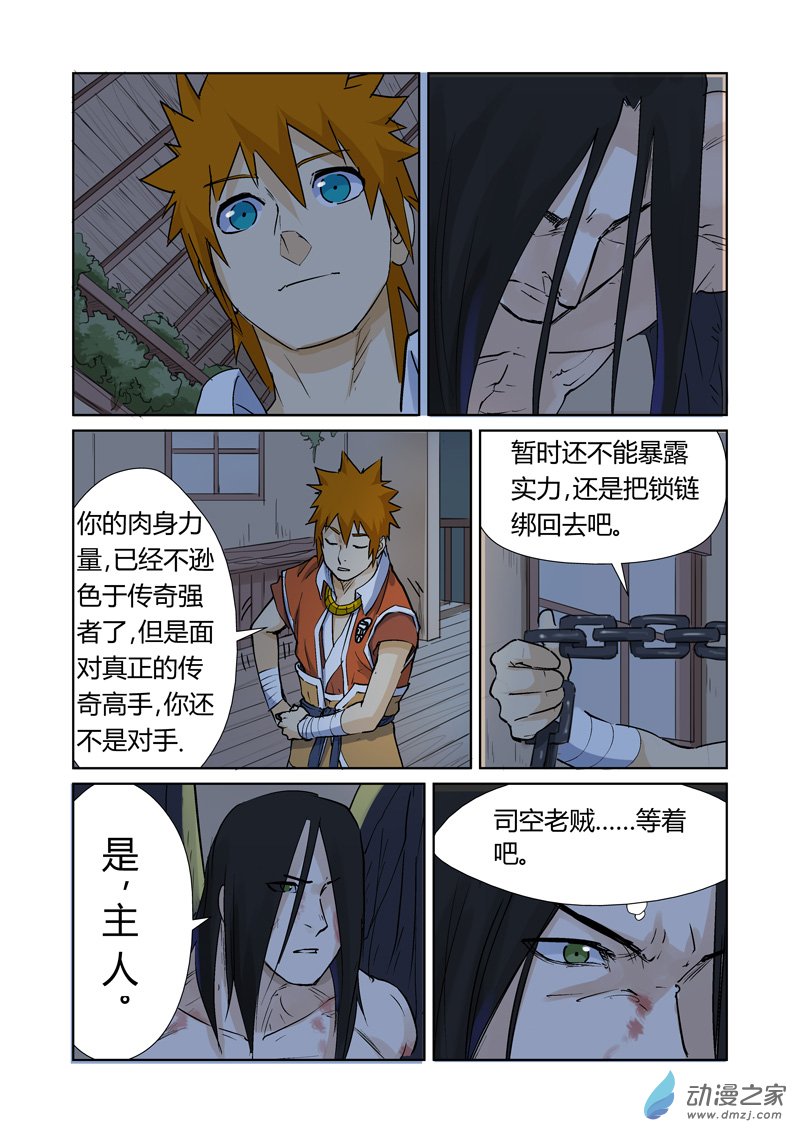 你的肉身力
量,已经不逊
色于传奇强
者了,但是面
对真正的传
奇高手,你还
不是对手.
暂时还不能暴露
实力,还是把锁链
绑回去吧。
是,主人。
司空老贼……等着
吧。
动漫之家
www.dmzj.com